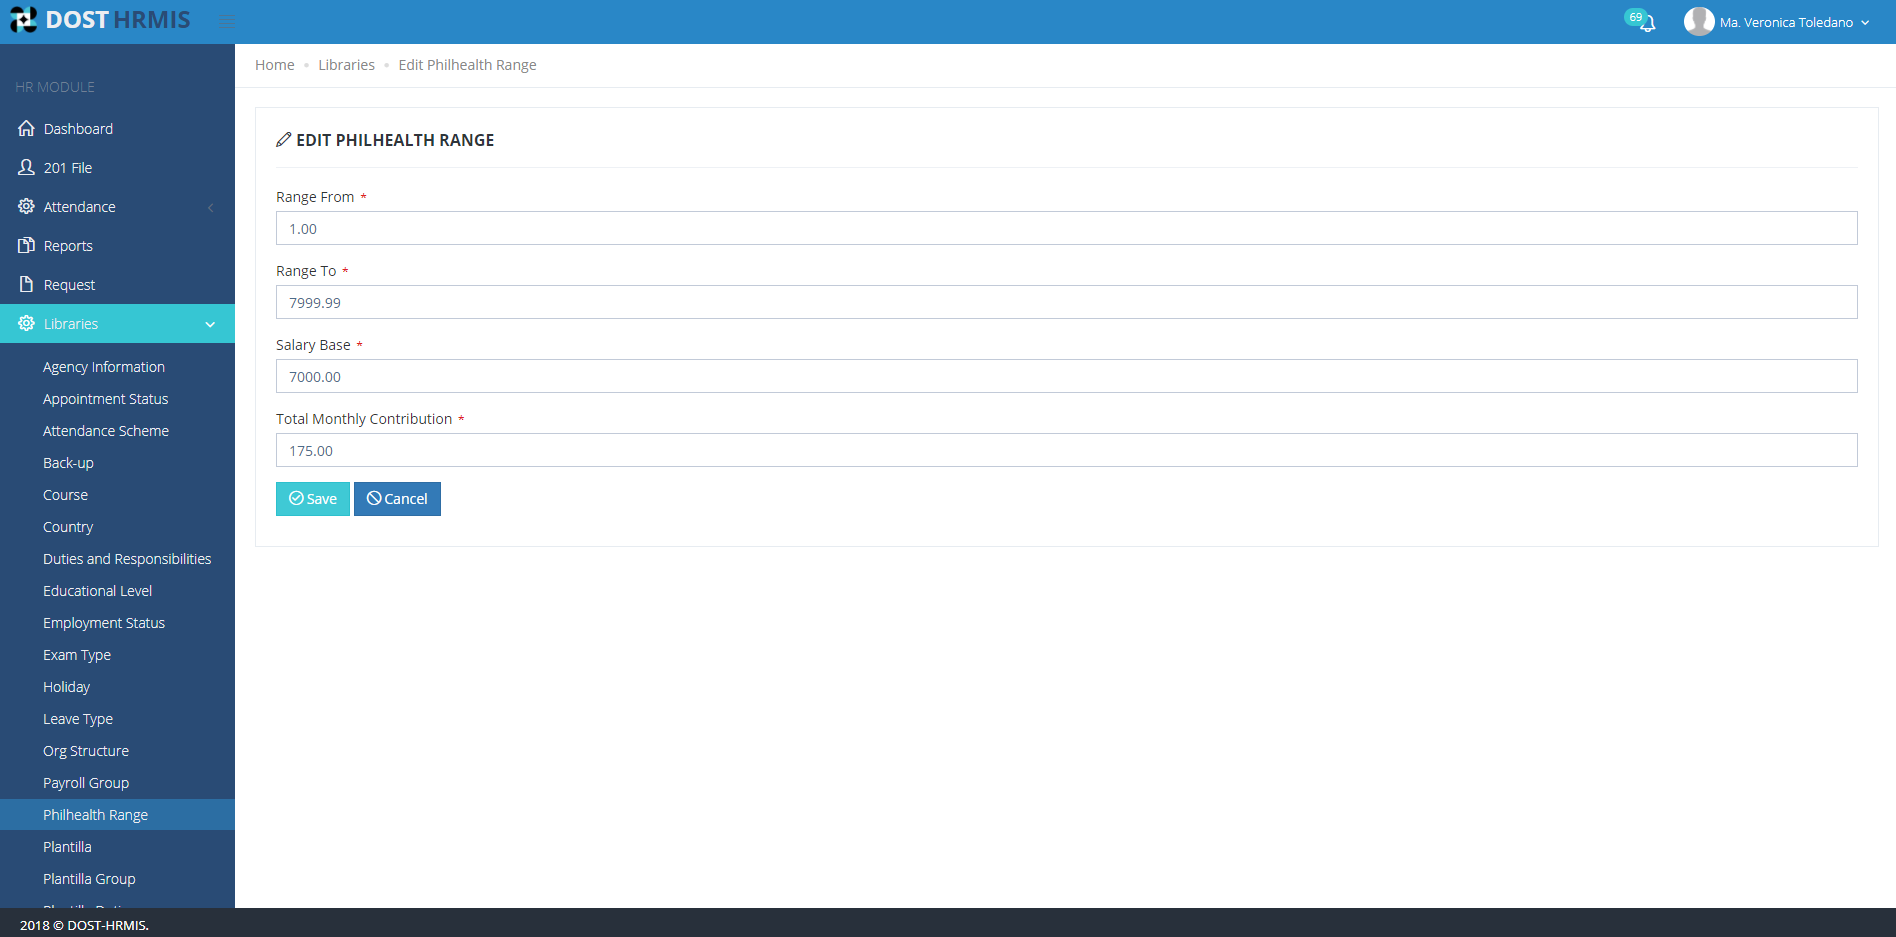 DOST HRMIS
69
Ma. Veronica Toledano
HR MODULE
Dashboard
201 File
Attendance
Reports
Request
Libraries
Agency Information
Appointment Status
Attendance Scheme
Back-up
Course
Country
Duties and Responsibilities
Educational Level
Employment Status
Exam Type
Holiday
Leave Type
Org Structure
Payroll Group
Philhealth Range
Plantilla
Plantilla Group
Home • Libraries • Edit Philhealth Range
EDIT PHILHEALTH RANGE
Range From *
1.00
Range To *
7999.99
Salary Base *
7000.00
Total Monthly Contribution *
175.00
Save Cancel
2018 © DOST-HRMIS.